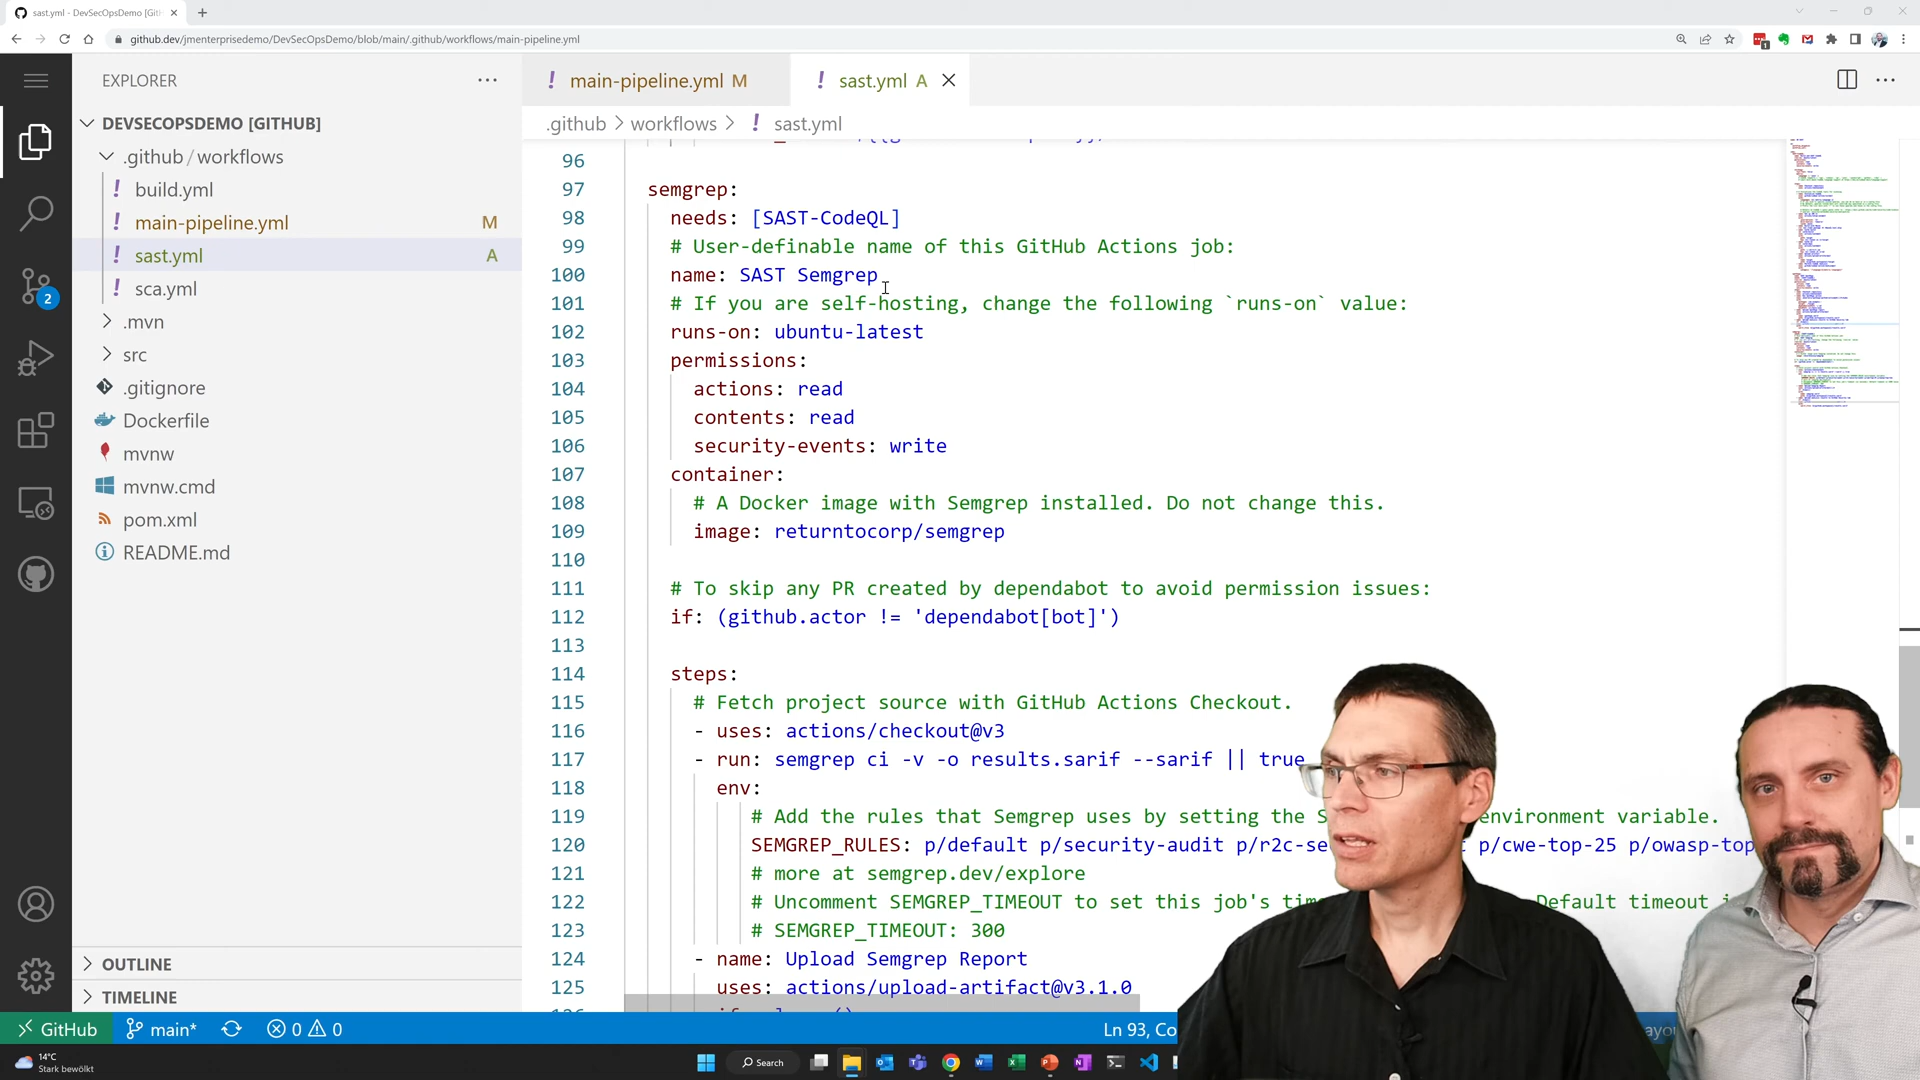 sast.yml - DevSecOpsDemo [GitH
github.dev/jmenterprisedemo/DevSecOpsDemo/blob/main/.github/workflows/main-pipeline.yml
EXPLORER
main-pipeline.yml M
sast.yml A
DEVSECOPSDEMO [GITHUB]
.github > workflows > sast.yml
.github / workflows
build.yml
main-pipeline.yml M
sast.yml A
sca.yml
.mvn
src
.gitignore
Dockerfile
mvnw
mvnw.cmd
pom.xml
README.md
2
OUTLINE
TIMELINE
96
97 semgrep:
98 needs: [SAST-CodeQL]
99 # User-definable name of this GitHub Actions job:
100 name: SAST Semgrep
101 # If you are self-hosting, change the following `runs-on` value:
102 runs-on: ubuntu-latest
103 permissions:
104 actions: read
105 contents: read
106 security-events: write
107 container:
108 # A Docker image with Semgrep installed. Do not change this.
109 image: returntocorp/semgrep
110
111 # To skip any PR created by dependabot to avoid permission issues:
112 if: (github.actor != 'dependabot[bot]')
113
114 steps:
115 # Fetch project source with GitHub Actions Checkout.
116 - uses: actions/checkout@v3
117 - run: semgrep ci -v -o results.sarif --sarif || true
118 env:
119 # Add the rules that Semgrep uses by setting the S environment variable.
120 SEMGREP_RULES: p/default p/security-audit p/r2c-se t p/cwe-top-25 p/owasp-top
121 # more at semgrep.dev/explore
122 # Uncomment SEMGREP_TIMEOUT to set this job's tim Default timeout i
123 # SEMGREP_TIMEOUT: 300
124 - name: Upload Semgrep Report
125 uses: actions/upload-artifact@v3.1.0
GitHub main* 0 0 Ln 93, Co ayou
14°C
Stark bewölkt
Search